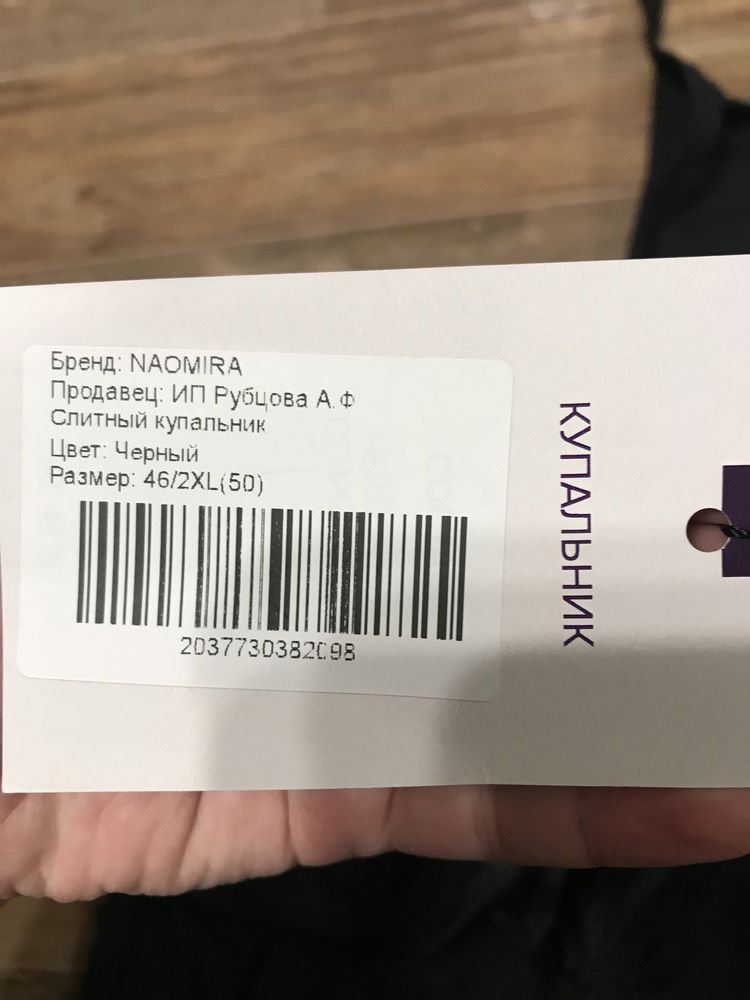 Бренд: NAOMIRA
Продавец: ИП Рубцова А.Ф
Слитный купальник
Цвет: Черный
Размер: 46/2XL(50)
2037730382098
КУПАЛЬНИК